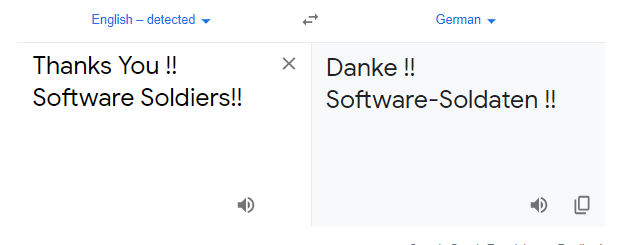 English – detected
German
Thanks You !!
Software Soldiers!!
Danke !!
Software-Soldaten !!